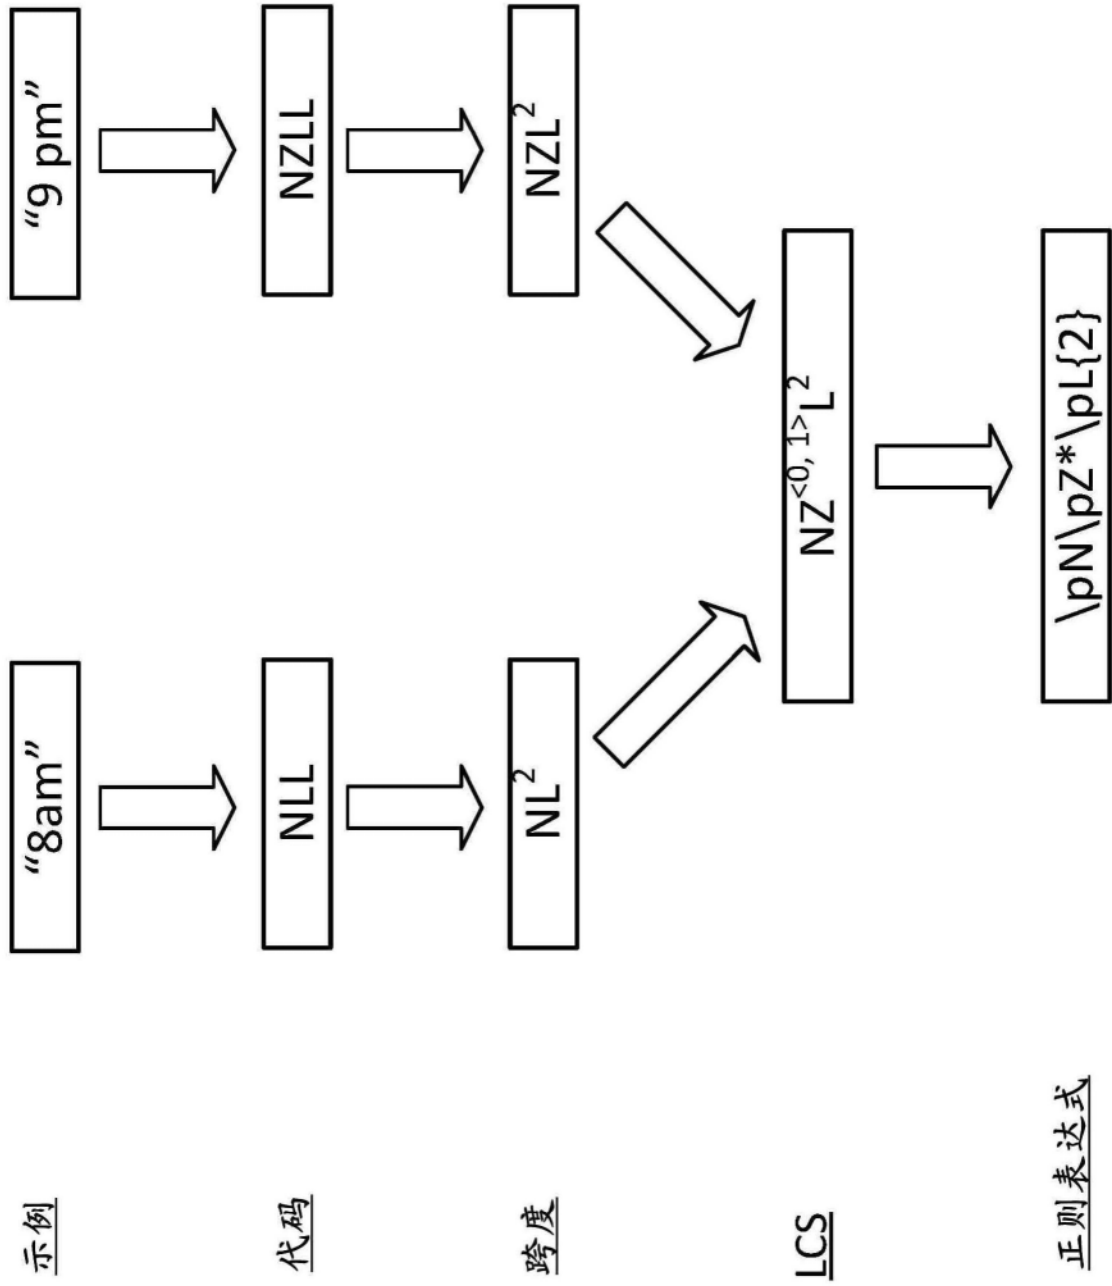 示例
“8am”
“9 pm”
代码
NLL
NZLL
跨度
NL²
NZL²
LCS
NZ<0, 1>L²
正则表达式
\pN\pZ*\pL{2}